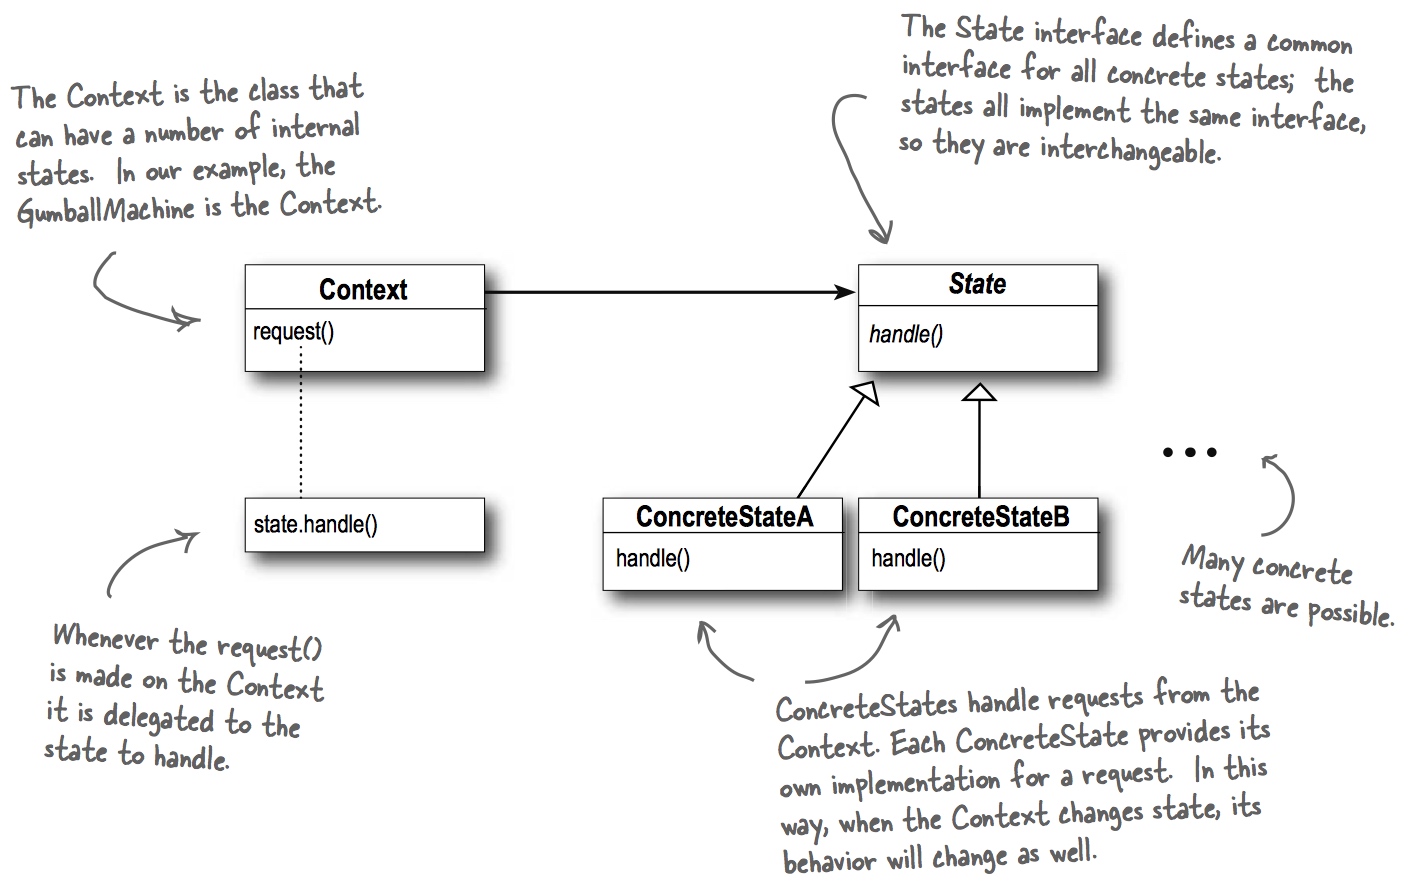 The Context is the class that
can have a number of internal
states. In our example, the
GumballMachine is the Context.
The State interface defines a common
interface for all concrete states; the
states all implement the same interface,
so they are interchangeable.
Context
request()
State
handle()
state.handle()
ConcreteStateA
handle()
ConcreteStateB
handle()
...
Many concrete
states are possible.
Whenever the request()
is made on the Context
it is delegated to the
state to handle.
ConcreteStates handle requests from the
Context. Each ConcreteState provides its
own implementation for a request. In this
way, when the Context changes state, its
behavior will change as well.